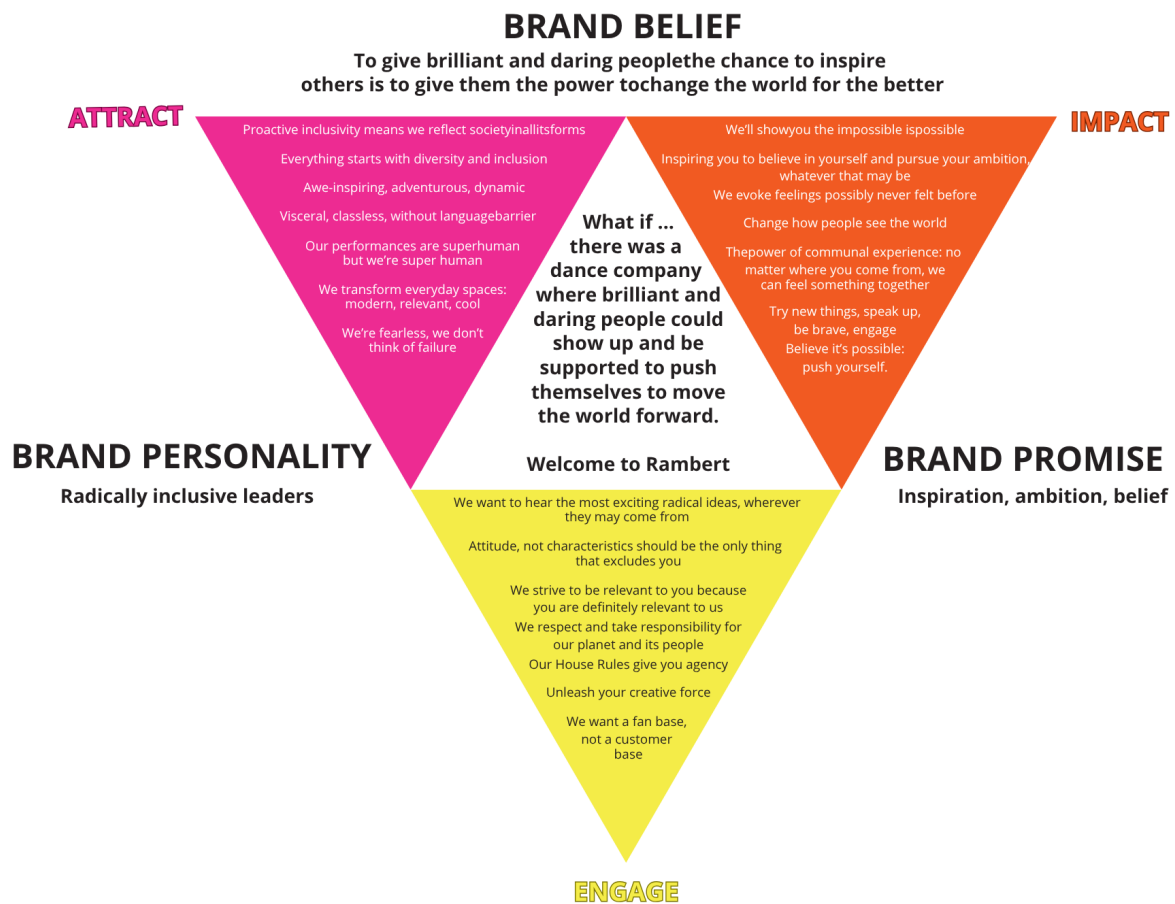 BRAND BELIEF
To give brilliant and daring peoplethe chance to inspire
others is to give them the power tochange the world for the better
ATTRACT
Proactive inclusivity means we reflect societyinallitsforms
Everything starts with diversity and inclusion
Awe-inspiring, adventurous, dynamic
Visceral, classless, without languagebarrier
Our performances are superhuman
but we’re super human
We transform everyday spaces:
modern, relevant, cool
We’re fearless, we don’t
think of failure
IMPACT
We’ll showyou the impossible ispossible
Inspiring you to believe in yourself and pursue your ambition,
whatever that may be
We evoke feelings possibly never felt before
Change how people see the world
Thepower of communal experience: no
matter where you come from, we
can feel something together
Try new things, speak up,
be brave, engage
Believe it’s possible:
push yourself.
What if ...
there was a
dance company
where brilliant and
daring people could
show up and be
supported to push
themselves to move
the world forward.
Welcome to Rambert
BRAND PERSONALITY
Radically inclusive leaders
BRAND PROMISE
Inspiration, ambition, belief
We want to hear the most exciting radical ideas, wherever
they may come from
Attitude, not characteristics should be the only thing
that excludes you
We strive to be relevant to you because
you are definitely relevant to us
We respect and take responsibility for
our planet and its people
Our House Rules give you agency
Unleash your creative force
We want a fan base,
not a customer
base
ENGAGE